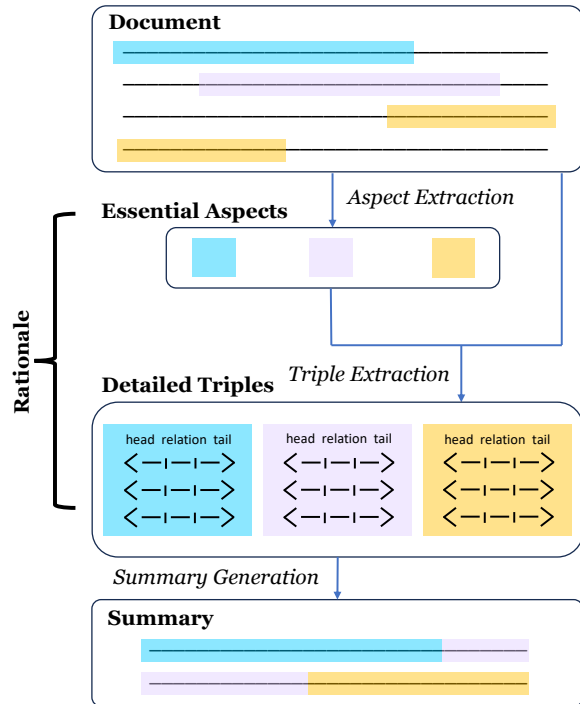 Document
Aspect Extraction
Essential Aspects
Rationale
Triple Extraction
Detailed Triples
head relation tail
head relation tail
head relation tail
Summary Generation
Summary